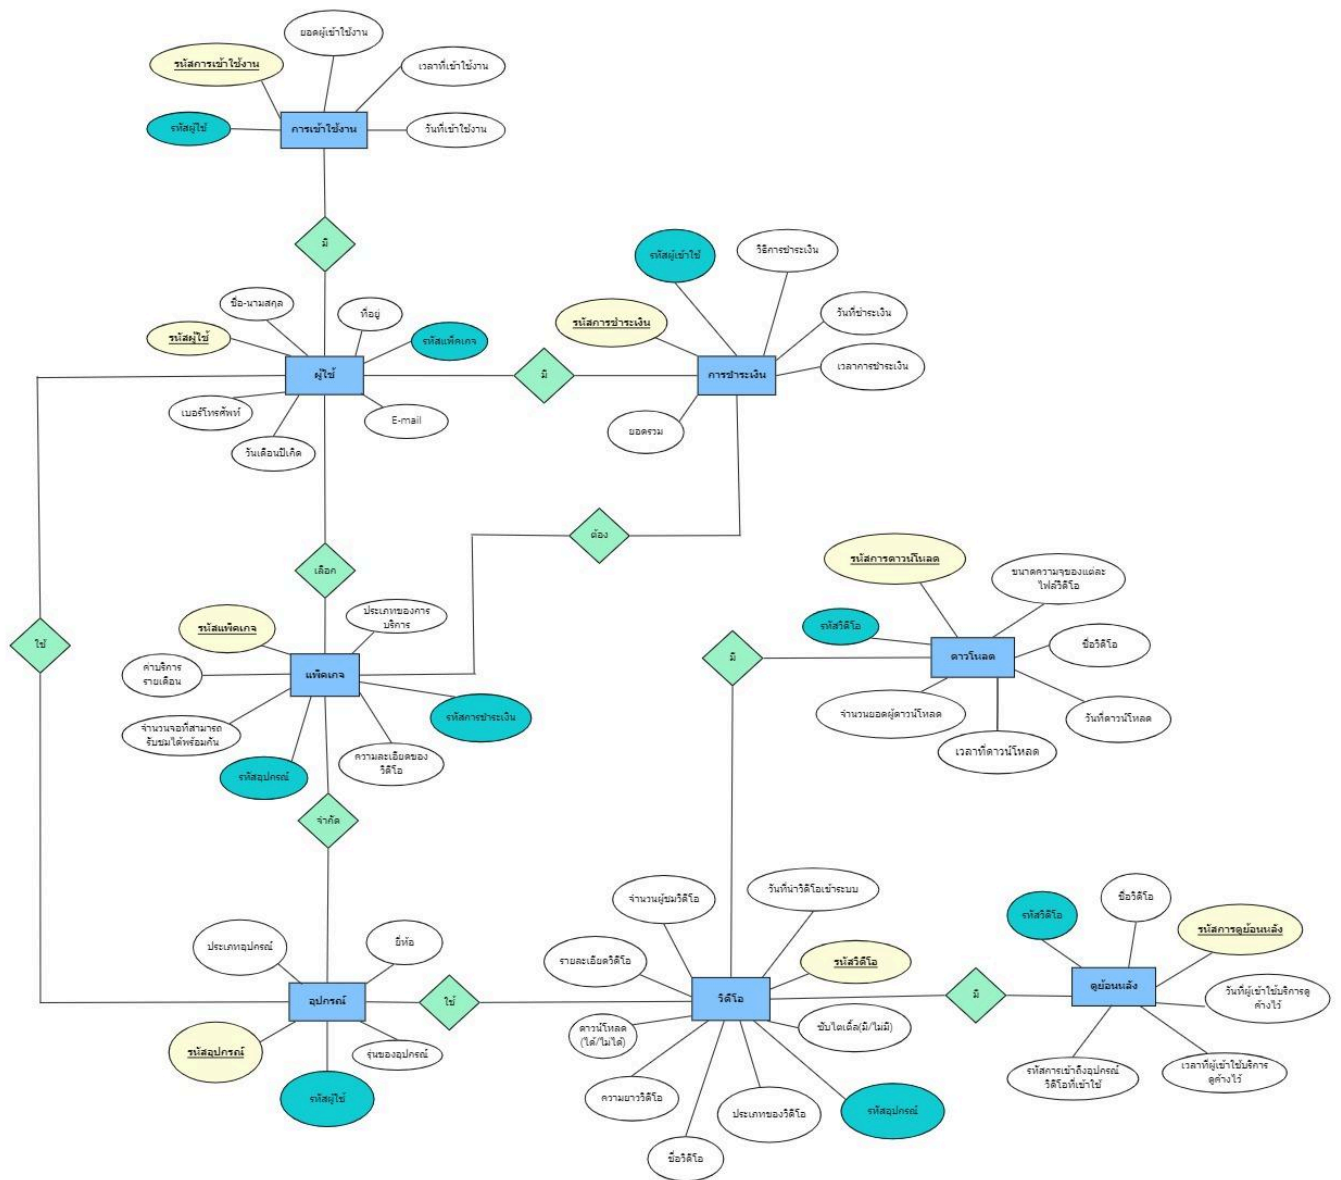 ยอดผู้เข้าใช้งาน
รหัสการเข้าใช้งาน
เวลาที่เข้าใช้งาน
รหัสผู้ใช้
การเข้าใช้งาน
วันที่เข้าใช้งาน
มี
รหัสผู้เข้าใช้
วิธีการชำระเงิน
ชื่อ-นามสกุล
ที่อยู่
วันที่ชำระเงิน
รหัสผู้ใช้
รหัสแพ็คเกจ
รหัสการชำระเงิน
เวลาการชำระเงิน
ผู้ใช้
มี
การชำระเงิน
เบอร์โทรศัพท์
E-mail
ยอดรวม
วันเดือนปีเกิด
ต้อง
เลือก
รหัสการดาวน์โหลด
ขนาดความจุของแต่ละ
ไฟล์วิดีโอ
ประเภทของการ
บริการ
รหัสแพ็คเกจ
รหัสวิดีโอ
ใช้
ชื่อวิดีโอ
มี
ดาวโหลด
ค่าบริการ
รายเดือน
แพ็คเกจ
รหัสการชำระเงิน
จำนวนยอดผู้ดาวน์โหลด
วันที่ดาวน์โหลด
จำนวนจอที่สามารถ
รับชมได้พร้อมกัน
เวลาที่ดาวน์โหลด
ความละเอียดของ
วิดีโอ
รหัสอุปกรณ์
จำกัด
จำนวนผู้ชมวิดีโอ
วันที่นำวิดีโอเข้าระบบ
ชื่อวิดีโอ
รหัสวิดีโอ
รหัสการดูย้อนหลัง
ประเภทอุปกรณ์
ยี่ห้อ
รายละเอียดวิดีโอ
รหัสวิดีโอ
อุปกรณ์
ใช้
วิดีโอ
มี
ดูย้อนหลัง
วันที่ผู้เข้าใช้บริการดู
ค้างไว้
ดาวน์โหลด
(ได้/ไม่ได้)
ซับไตเติ้ล(มี/ไม่มี)
รหัสอุปกรณ์
รุ่นของอุปกรณ์
รหัสการเข้าถึงอุปกรณ์
วิดีโอที่เข้าใช้
เวลาที่ผู้เข้าใช้บริการ
ดูค้างไว้
รหัสผู้ใช้
ความยาววิดีโอ
ประเภทของวิดีโอ
รหัสอุปกรณ์
ชื่อวิดีโอ